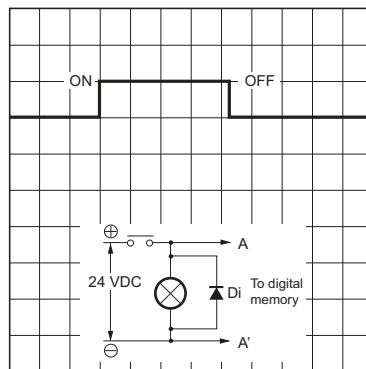 ON
OFF
A
24 VDC
Di
To digital
memory
A'